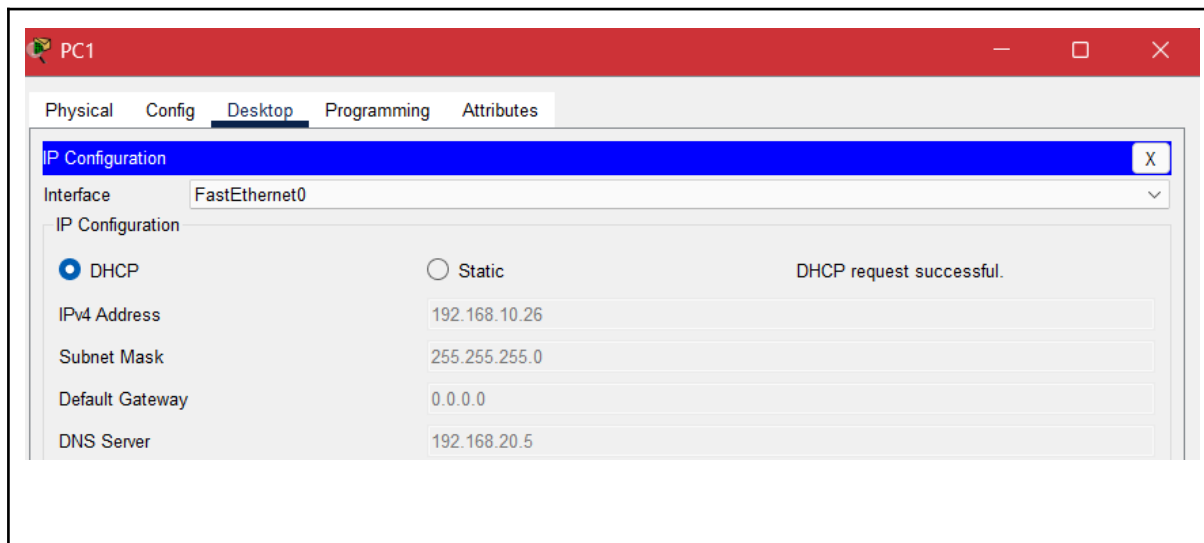 PC1
Physical Config Desktop Programming Attributes
IP Configuration X
Interface FastEthernet0
IP Configuration
DHCP Static DHCP request successful.
IPv4 Address 192.168.10.26
Subnet Mask 255.255.255.0
Default Gateway 0.0.0.0
DNS Server 192.168.20.5